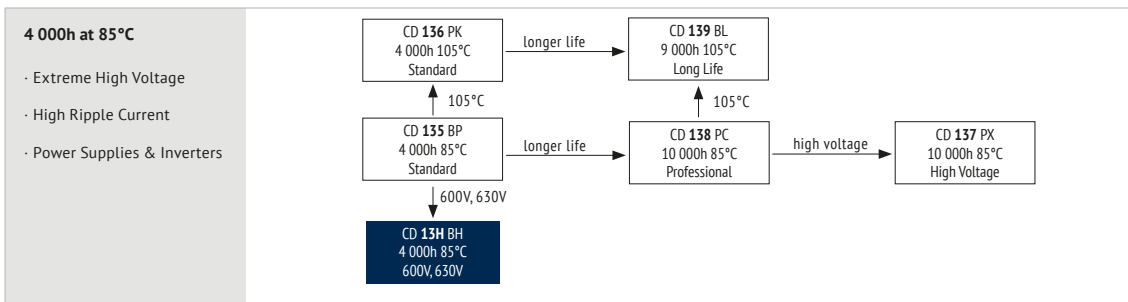 4 000h at 85°C
· Extreme High Voltage
· High Ripple Current
· Power Supplies & Inverters
CD 136 PK
4 000h 105°C
Standard
longer life
CD 139 BL
9 000h 105°C
Long Life
105°C
105°C
CD 135 BP
4 000h 85°C
Standard
longer life
CD 138 PC
10 000h 85°C
Professional
high voltage
CD 137 PX
10 000h 85°C
High Voltage
600V, 630V
CD 13H BH
4 000h 85°C
600V, 630V